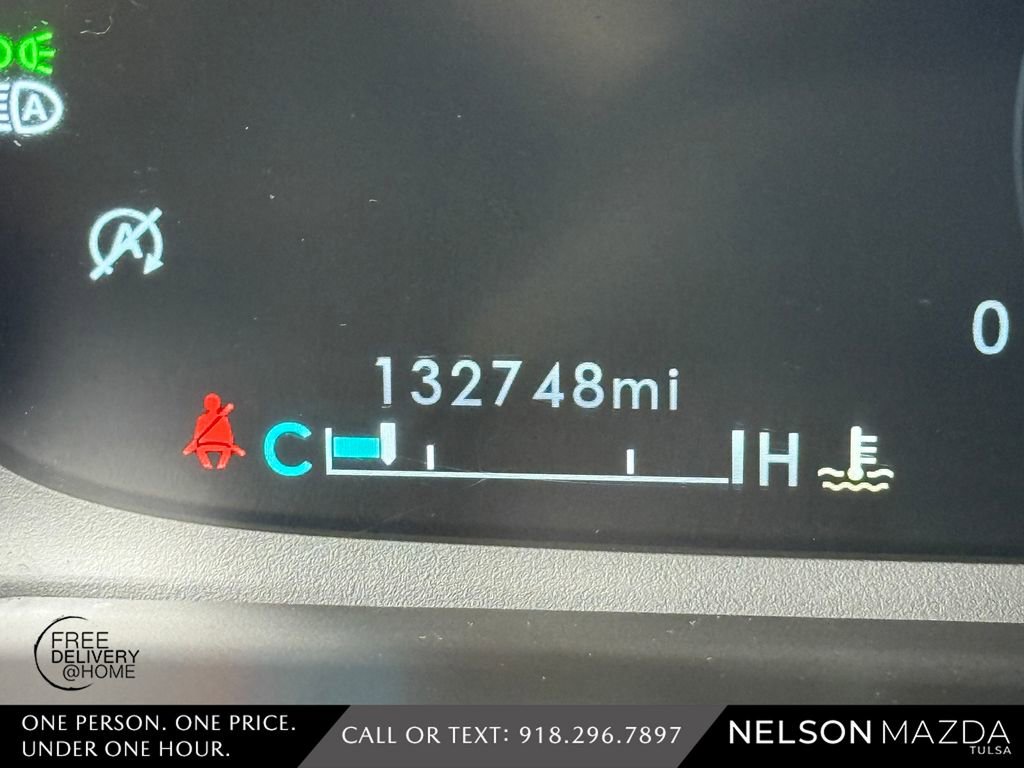 A
A
0
132748mi
C H
FREE
DELIVERY
@HOME
ONE PERSON. ONE PRICE.
UNDER ONE HOUR.
CALL OR TEXT: 918.296.7897
NELSON MAZDA
TULSA